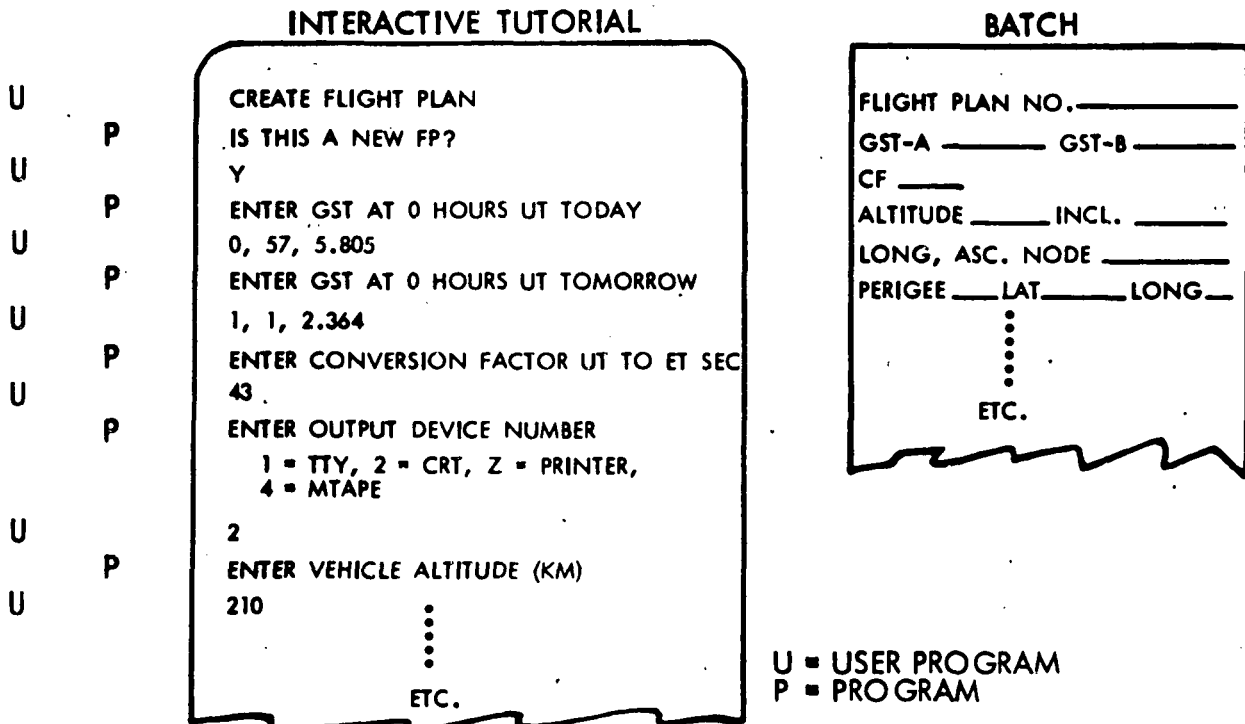 INTERACTIVE TUTORIAL
U CREATE FLIGHT PLAN
P IS THIS A NEW FP?
U Y
P ENTER GST AT 0 HOURS UT TODAY
U 0, 57, 5.805
P ENTER GST AT 0 HOURS UT TOMORROW
U 1, 1, 2.364
P ENTER CONVERSION FACTOR UT TO ET SEC
U 43
P ENTER OUTPUT DEVICE NUMBER
1 = TTY, 2 = CRT, Z = PRINTER,
4 = MTAPE
U 2
P ENTER VEHICLE ALTITUDE (KM)
U 210
ETC.
BATCH
FLIGHT PLAN NO.
GST-A GST-B
CF
ALTITUDE INCL.
LONG, ASC. NODE
PERIGEE LAT LONG
ETC.
U = USER PROGRAM
P = PROGRAM